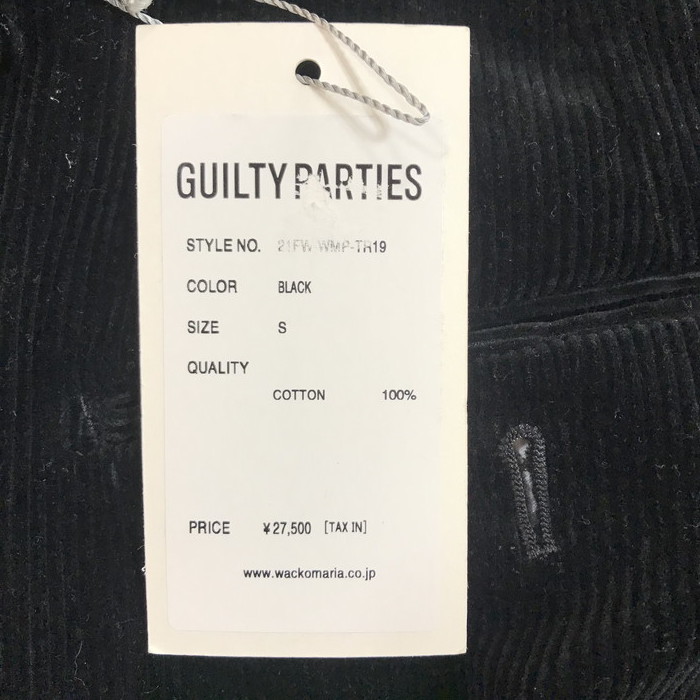 GUILTY PARTIES
STYLE NO. 21FW-WMP-TR19
COLOR BLACK
SIZE S
QUALITY
COTTON 100%
PRICE ¥27,500 [TAX IN]
www.wackomaria.co.jp